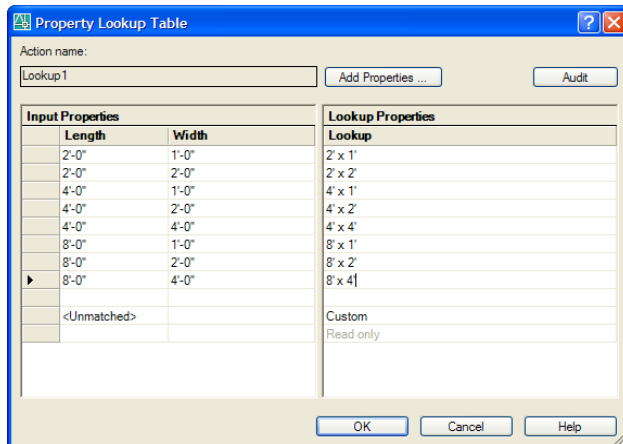 Property Lookup Table
Action name:
Lookup1 Add Properties ... Audit
Input Properties Lookup Properties
Length Width Lookup
2'-0" 1'-0" 2' x 1'
2'-0" 2'-0" 2' x 2'
4'-0" 1'-0" 4' x 1'
4'-0" 2'-0" 4' x 2'
4'-0" 4'-0" 4' x 4'
8'-0" 1'-0" 8' x 1'
8'-0" 2'-0" 8' x 2'
8'-0" 4'-0" 8' x 4'
<Unmatched> Custom
Read only
OK Cancel Help